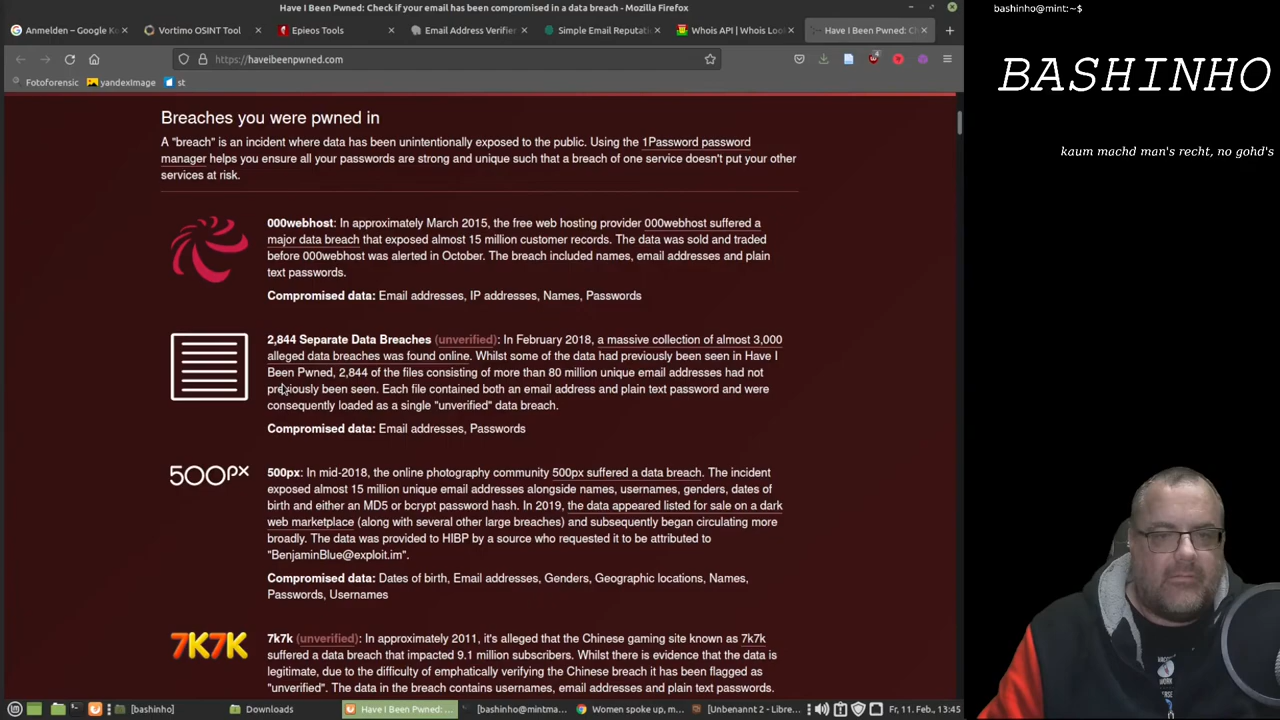 Have I Been Pwned: Check if your email has been compromised in a data breach - Mozilla Firefox
Anmelden – Google K
Vortimo OSINT Tool
Epieos Tools
Email Address Verifier
Simple Email Reputati
Whois API | Whois Loo
Have I Been Pwned: Ch
https://haveibeenpwned.com
4
Fotoforensic
yandexImage
st
Breaches you were pwned in
A "breach" is an incident where data has been unintentionally exposed to the public. Using the 1Password password
manager helps you ensure all your passwords are strong and unique such that a breach of one service doesn't put your other
services at risk.
000webhost: In approximately March 2015, the free web hosting provider 000webhost suffered a
major data breach that exposed almost 15 million customer records. The data was sold and traded
before 000webhost was alerted in October. The breach included names, email addresses and plain
text passwords.
Compromised data: Email addresses, IP addresses, Names, Passwords
2,844 Separate Data Breaches (unverified): In February 2018, a massive collection of almost 3,000
alleged data breaches was found online. Whilst some of the data had previously been seen in Have I
Been Pwned, 2,844 of the files consisting of more than 80 million unique email addresses had not
previously been seen. Each file contained both an email address and plain text password and were
consequently loaded as a single "unverified" data breach.
Compromised data: Email addresses, Passwords
500px
500px: In mid-2018, the online photography community 500px suffered a data breach. The incident
exposed almost 15 million unique email addresses alongside names, usernames, genders, dates of
birth and either an MD5 or bcrypt password hash. In 2019, the data appeared listed for sale on a dark
web marketplace (along with several other large breaches) and subsequently began circulating more
broadly. The data was provided to HIBP by a source who requested it to be attributed to
"BenjaminBlue@exploit.im".
Compromised data: Dates of birth, Email addresses, Genders, Geographic locations, Names,
Passwords, Usernames
7K7K
7k7k (unverified): In approximately 2011, it's alleged that the Chinese gaming site known as 7k7k
suffered a data breach that impacted 9.1 million subscribers. Whilst there is evidence that the data is
legitimate, due to the difficulty of emphatically verifying the Chinese breach it has been flagged as
"unverified". The data in the breach contains usernames, email addresses and plain text passwords.
[bashinho]
Downloads
Have I Been Pwned: ...
[bashinho@mintma...
Women spoke up, m...
[Unbenannt 2 - Libre...
Fr, 11. Feb., 13:45
bashinho@mint:~$
BASHINHO
kaum machd man's recht, no gohd's